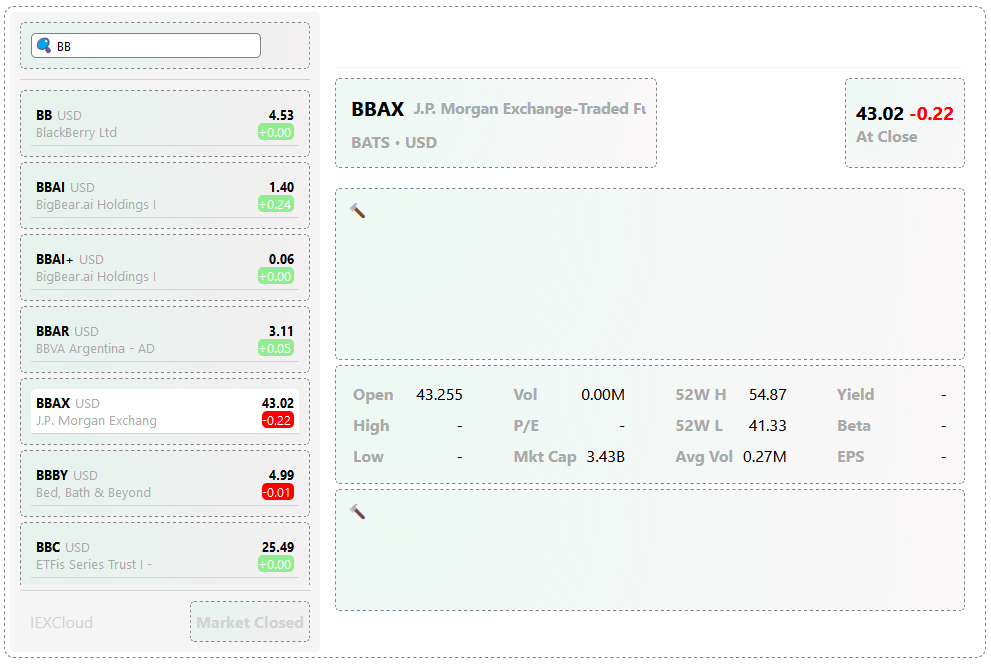 BB
BB USD 4.53
BlackBerry Ltd +0.00
BBAI USD 1.40
BigBear.ai Holdings I +0.24
BBAI+ USD 0.06
BigBear.ai Holdings I +0.00
BBAR USD 3.11
BBVA Argentina - AD +0.05
BBAX USD 43.02
J.P. Morgan Exchang -0.22
BBBY USD 4.99
Bed, Bath & Beyond -0.01
BBC USD 25.49
ETFis Series Trust I - +0.00
IEXCloud Market Closed
BBAX J.P. Morgan Exchange-Traded Fu
BATS • USD
43.02 -0.22
At Close
Open 43.255 Vol 0.00M 52W H 54.87 Yield -
High - P/E - 52W L 41.33 Beta -
Low - Mkt Cap 3.43B Avg Vol 0.27M EPS -